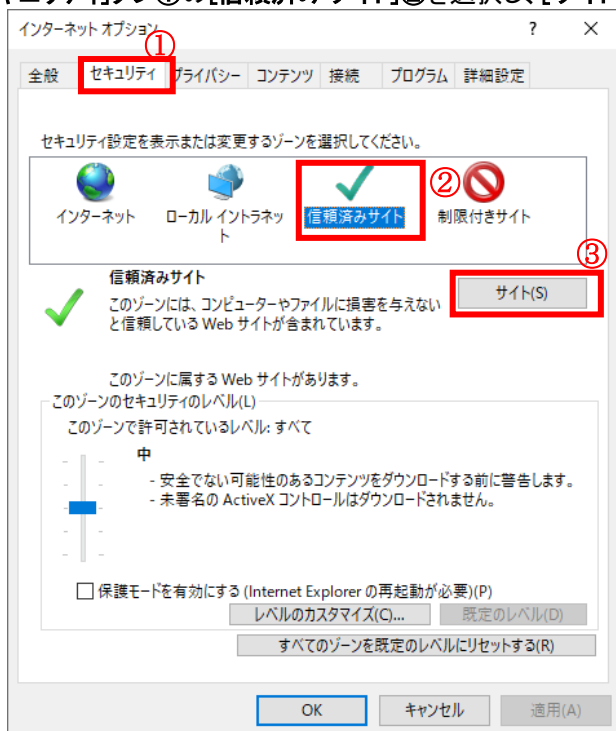 インターネット オプション ? ×
①
全般 セキュリティ プライバシー コンテンツ 接続 プログラム 詳細設定
セキュリティ設定を表示または変更するゾーンを選択してください。
②
インターネット ローカル イントラネット 信頼済みサイト 制限付きサイト
③
信頼済みサイト
サイト(S)
このゾーンには、コンピューターやファイルに損害を与えない
と信頼している Web サイトが含まれています。
このゾーンに属する Web サイトがあります。
このゾーンのセキュリティのレベル(L)
このゾーンで許可されているレベル: すべて
中
- 安全でない可能性のあるコンテンツをダウンロードする前に警告します。
- 未署名の ActiveX コントロールはダウンロードされません。
保護モードを有効にする (Internet Explorer の再起動が必要)(P)
レベルのカスタマイズ(C)... 既定のレベル(D)
すべてのゾーンを既定のレベルにリセットする(R)
OK キャンセル 適用(A)